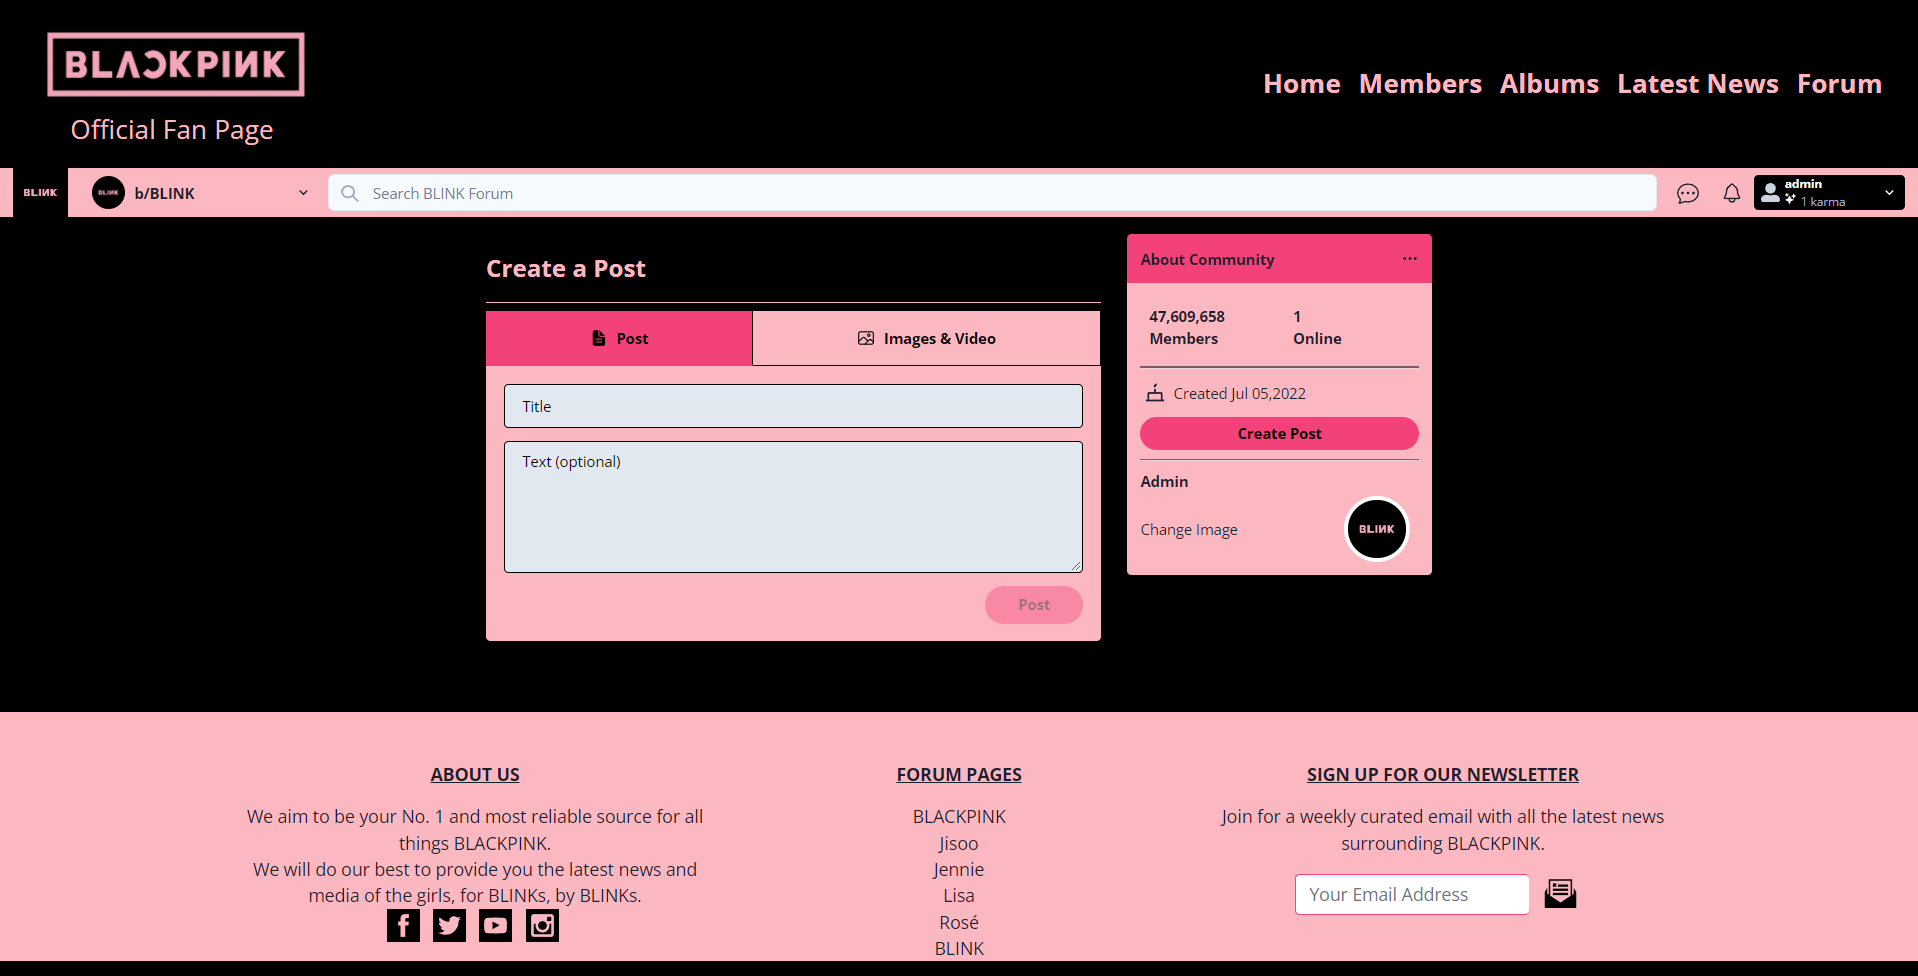 BLACKPINK
Official Fan Page
Home Members Albums Latest News Forum
BLINK
BLINK
b/BLINK
Search BLINK Forum
admin
1 karma
Create a Post
Post
Images & Video
Title
Text (optional)
Post
About Community
47,609,658
Members
1
Online
Created Jul 05,2022
Create Post
Admin
Change Image
BLINK
ABOUT US
We aim to be your No. 1 and most reliable source for all
things BLACKPINK.
We will do our best to provide you the latest news and
media of the girls, for BLINKs, by BLINKs.
FORUM PAGES
BLACKPINK
Jisoo
Jennie
Lisa
Rosé
BLINK
SIGN UP FOR OUR NEWSLETTER
Join for a weekly curated email with all the latest news
surrounding BLACKPINK.
Your Email Address